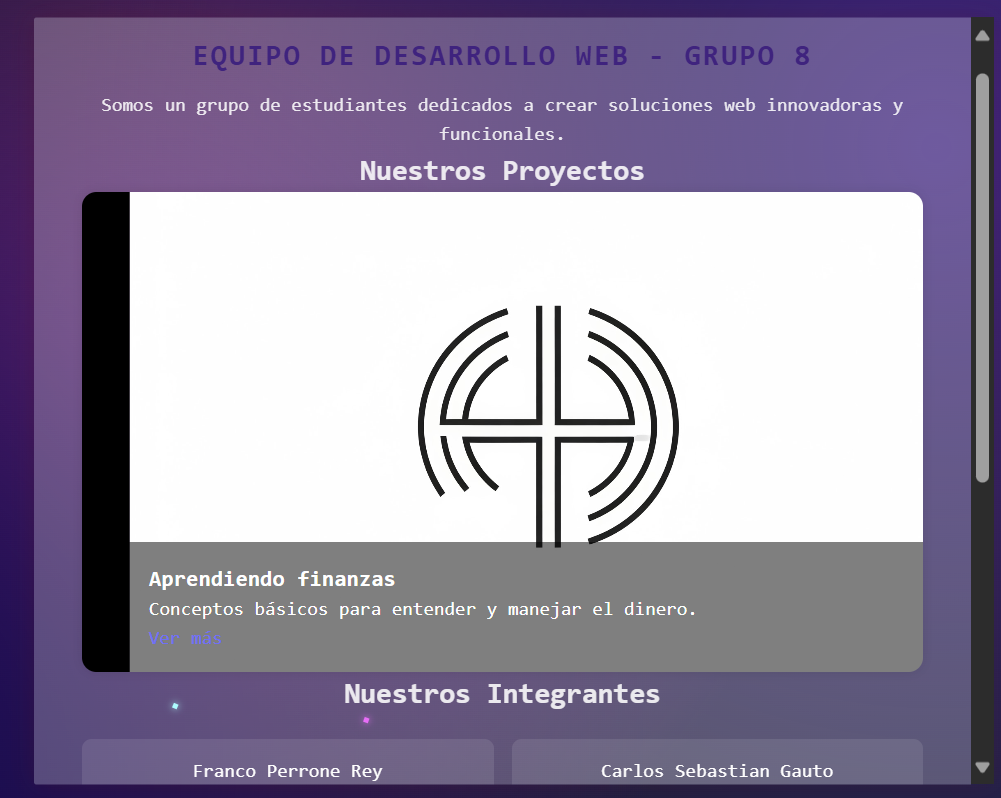 EQUIPO DE DESARROLLO WEB - GRUPO 8
Somos un grupo de estudiantes dedicados a crear soluciones web innovadoras y
funcionales.
Nuestros Proyectos
Aprendiendo finanzas
Conceptos básicos para entender y manejar el dinero.
Ver más
Nuestros Integrantes
Franco Perrone Rey
Carlos Sebastian Gauto